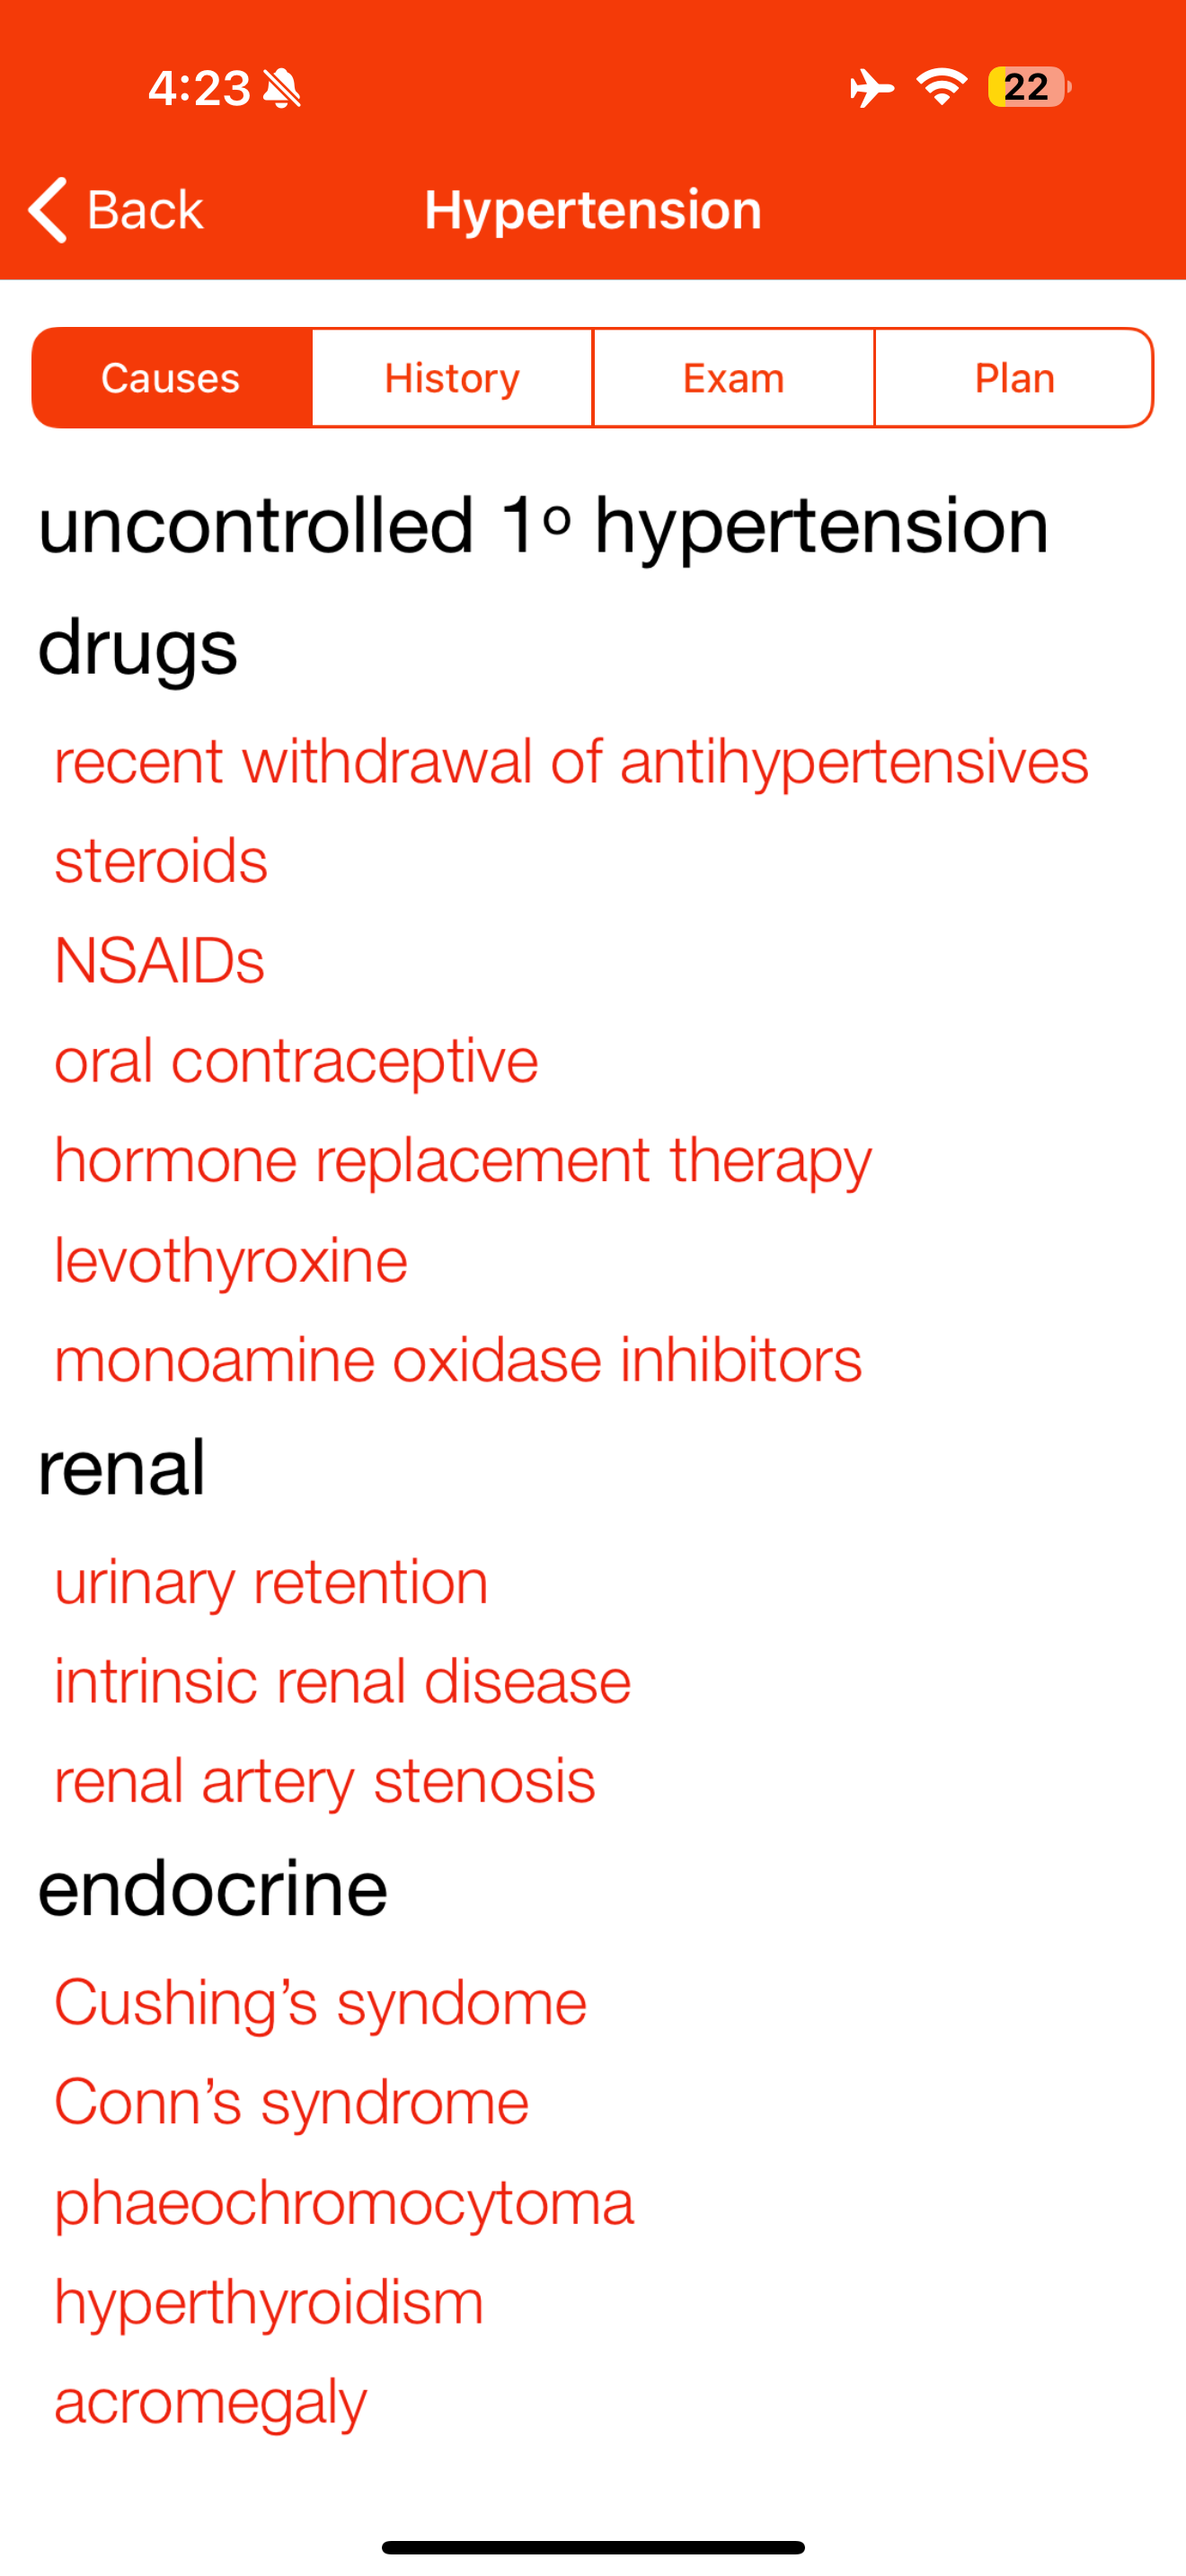 4:23
22
Back
Hypertension
Causes
History
Exam
Plan
uncontrolled 1º hypertension
drugs
recent withdrawal of antihypertensives
steroids
NSAIDs
oral contraceptive
hormone replacement therapy
levothyroxine
monoamine oxidase inhibitors
renal
urinary retention
intrinsic renal disease
renal artery stenosis
endocrine
Cushing’s syndome
Conn’s syndrome
phaeochromocytoma
hyperthyroidism
acromegaly